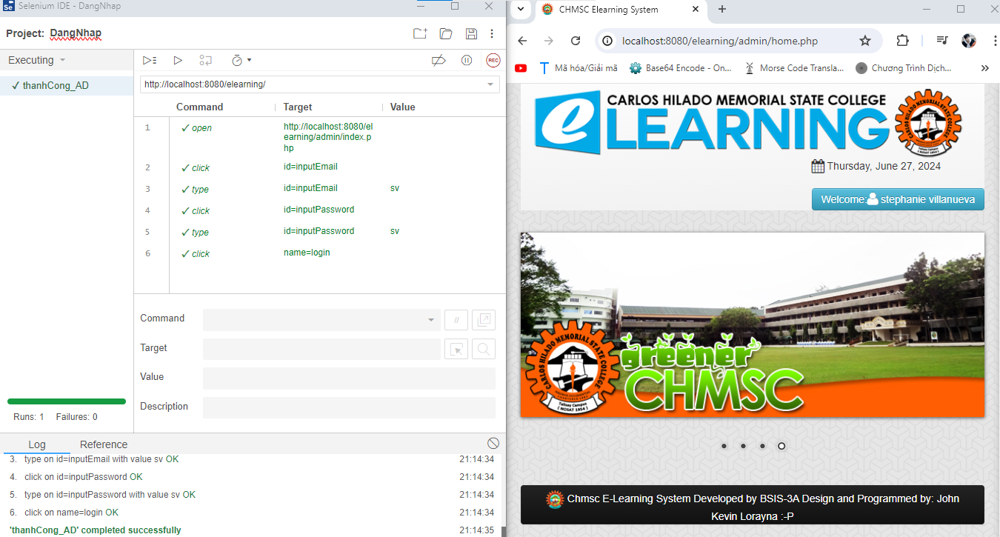 Selenium IDE - DangNhap
Project: DangNhap
REC
Executing
✓ thanhCong_AD
http://localhost:8080/elearning/
Command Target Value
1 ✓ open http://localhost:8080/el
earning/admin/index.p
hp
2 ✓ click id=inputEmail
3 ✓ type id=inputEmail sv
4 ✓ click id=inputPassword
5 ✓ type id=inputPassword sv
6 ✓ click name=login
Command
//
Target
Value
Description
Runs: 1 Failures: 0
Log Reference
3. type on id=inputEmail with value sv OK 21:14:34
4. click on id=inputPassword OK 21:14:34
5. type on id=inputPassword with value sv OK 21:14:34
6. click on name=login OK 21:14:34
'thanhCong_AD' completed successfully 21:14:35
CHMSC Elearning System
localhost:8080/elearning/admin/home.php
Mã hóa/Giải mã
Base64 Encode - On...
Morse Code Transla...
Chương Trình Dịch...
CARLOS HILADO MEMORIAL STATE COLLEGE
e LEARNING
CARLOS HILADO MEMORIAL STATE COLLEGE
Talisay Campus
( NOSAT 1954 )
Thursday, June 27, 2024
Welcome: stephanie villanueva
CARLOS HILADO MEMORIAL STATE COLLEGE
Talisay Campus
( NOSAT 1954 )
greener
CHMSC
Chmsc E-Learning System Developed by BSIS-3A Design and Programmed by: John
Kevin Lorayna :-P